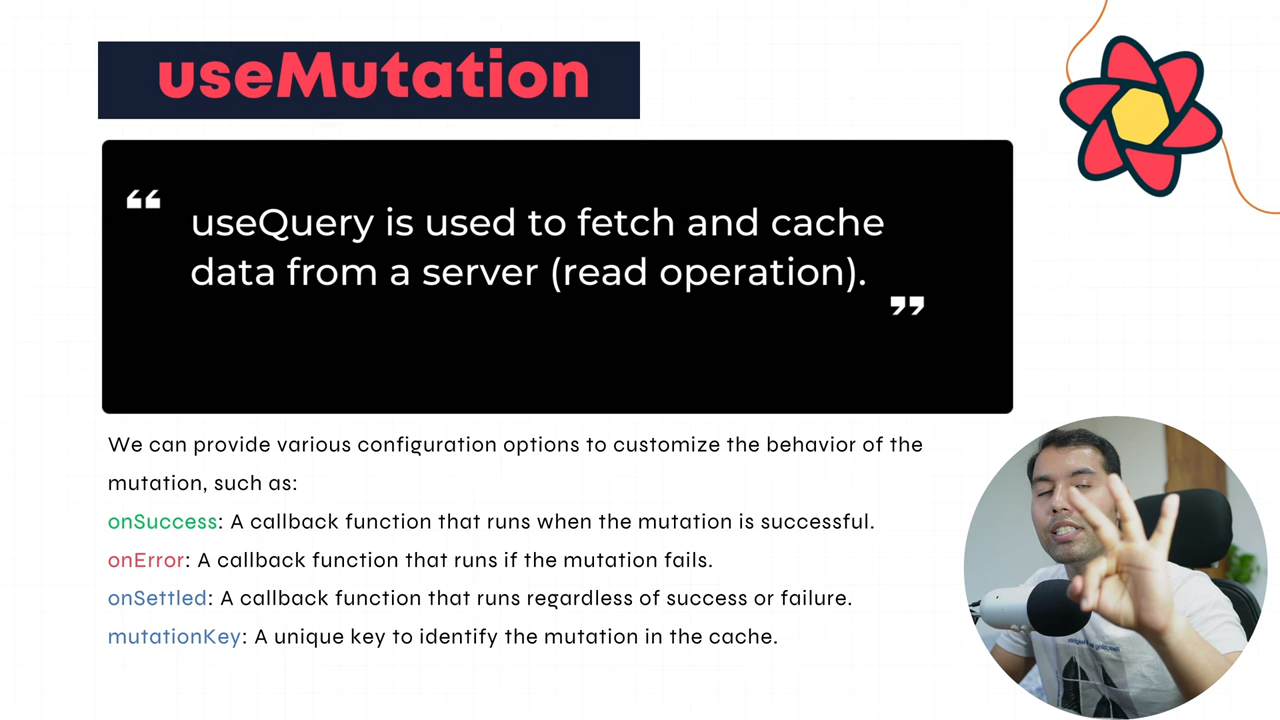 useMutation
“ useQuery is used to fetch and cache
data from a server (read operation). ”
We can provide various configuration options to customize the behavior of the
mutation, such as:
onSuccess: A callback function that runs when the mutation is successful.
onError: A callback function that runs if the mutation fails.
onSettled: A callback function that runs regardless of success or failure.
mutationKey: A unique key to identify the mutation in the cache.